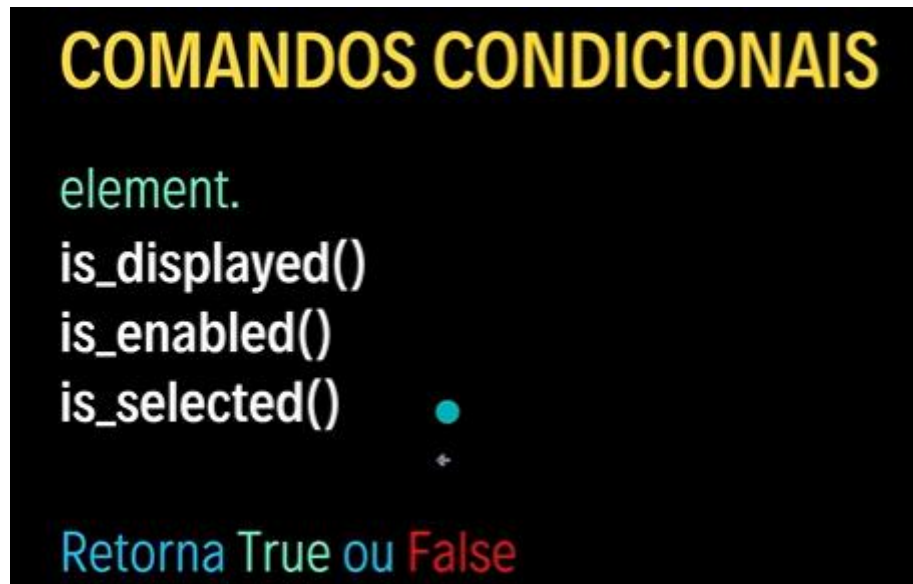 COMANDOS CONDICIONAIS
element.
is_displayed()
is_enabled()
is_selected()
Retorna True ou False